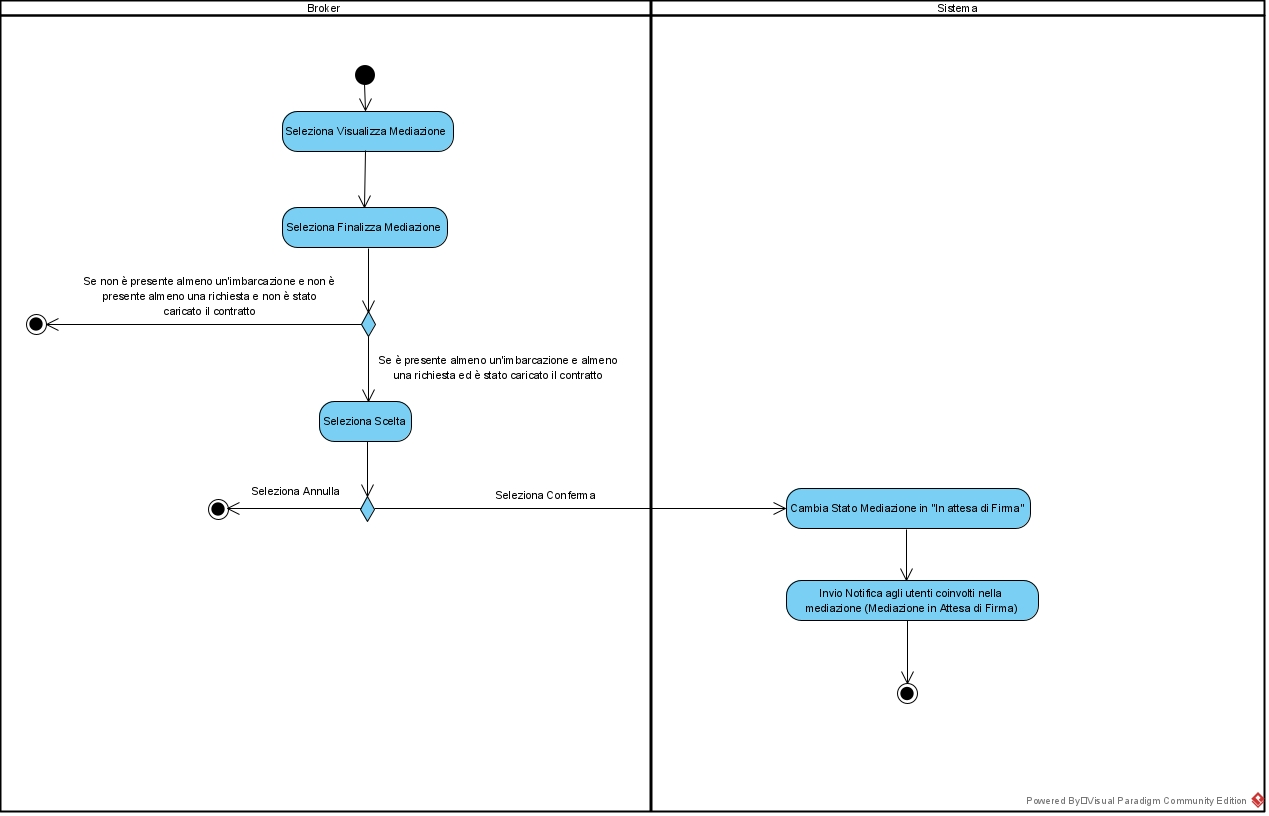 Broker
Sistema
Seleziona Visualizza Mediazione
Seleziona Finalizza Mediazione
Se non è presente almeno un'imbarcazione e non è
presente almeno una richiesta e non è stato
caricato il contratto
Se è presente almeno un'imbarcazione e almeno
una richiesta ed è stato caricato il contratto
Seleziona Scelta
Seleziona Annulla
Seleziona Conferma
Cambia Stato Mediazione in "In attesa di Firma"
Invio Notifica agli utenti coinvolti nella
mediazione (Mediazione in Attesa di Firma)
Powered By Visual Paradigm Community Edition